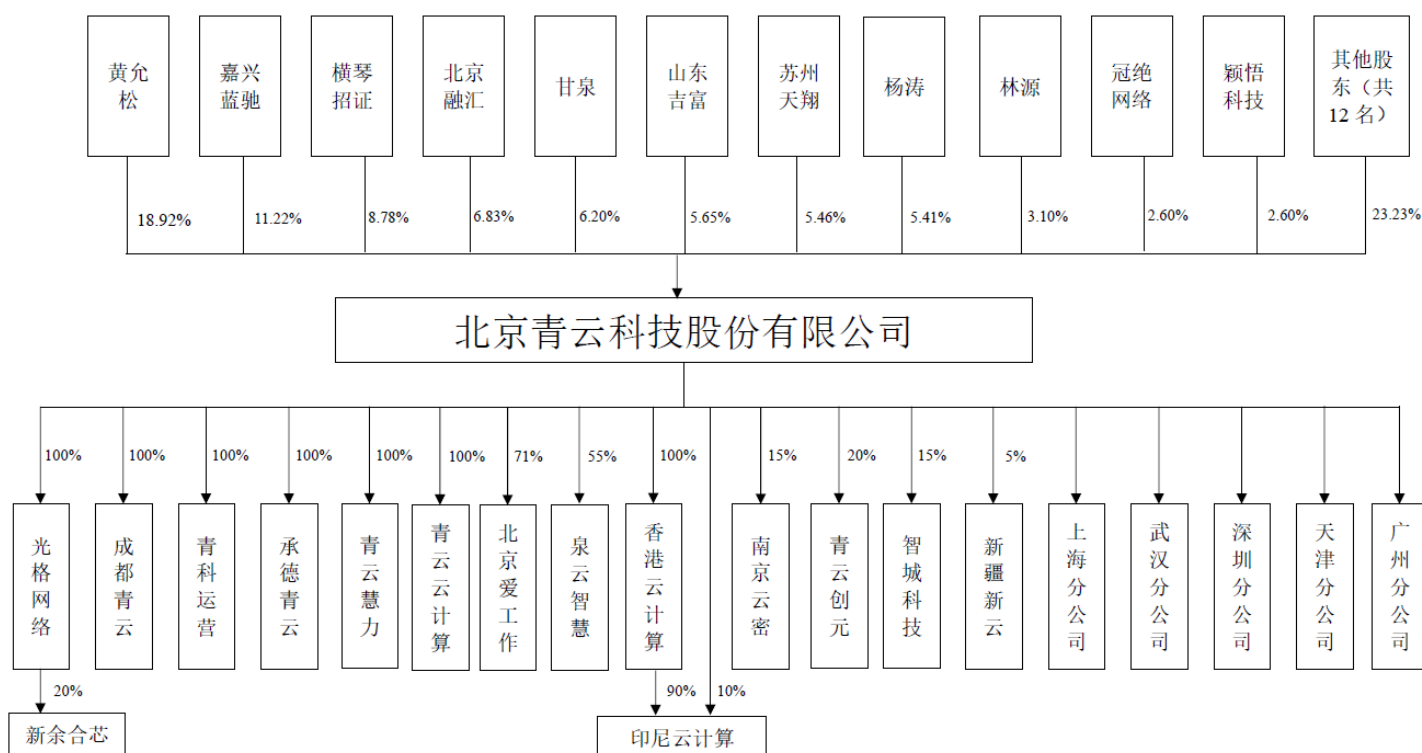 黄允
松
嘉兴
蓝驰
横琴
招证
北京
融汇
甘泉
山东
吉富
苏州
天翔
杨涛
林源
冠绝
网络
颖悟
科技
其他股
东（共
12 名）
18.92%
11.22%
8.78%
6.83%
6.20%
5.65%
5.46%
5.41%
3.10%
2.60%
2.60%
23.23%
北京青云科技股份有限公司
100%
100%
100%
100%
100%
100%
71%
55%
100%
15%
20%
15%
5%
光格网络
成都青云
青科运营
承德青云
青云慧力
青云云计算
北京爱工作
泉云智慧
香港云计算
南京云密
青云创元
智城科技
新疆新云
上海分公司
武汉分公司
深圳分公司
天津分公司
广州分公司
20%
90%
10%
新余合芯
印尼云计算